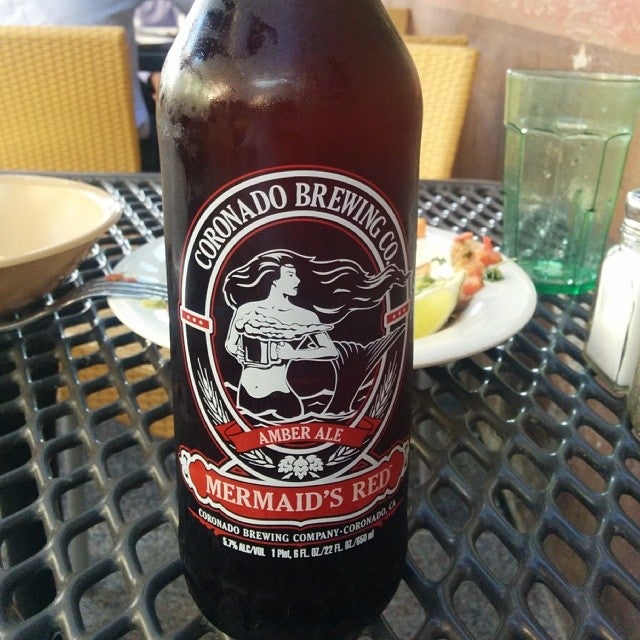 CORONADO BREWING CO.
AMBER ALE
MERMAID'S RED
CORONADO BREWING COMPANY • CORONADO, CA
5.7% ALC/VOL 1 Pint, 6 FL. OZ./22 FL. OZ./650 ml